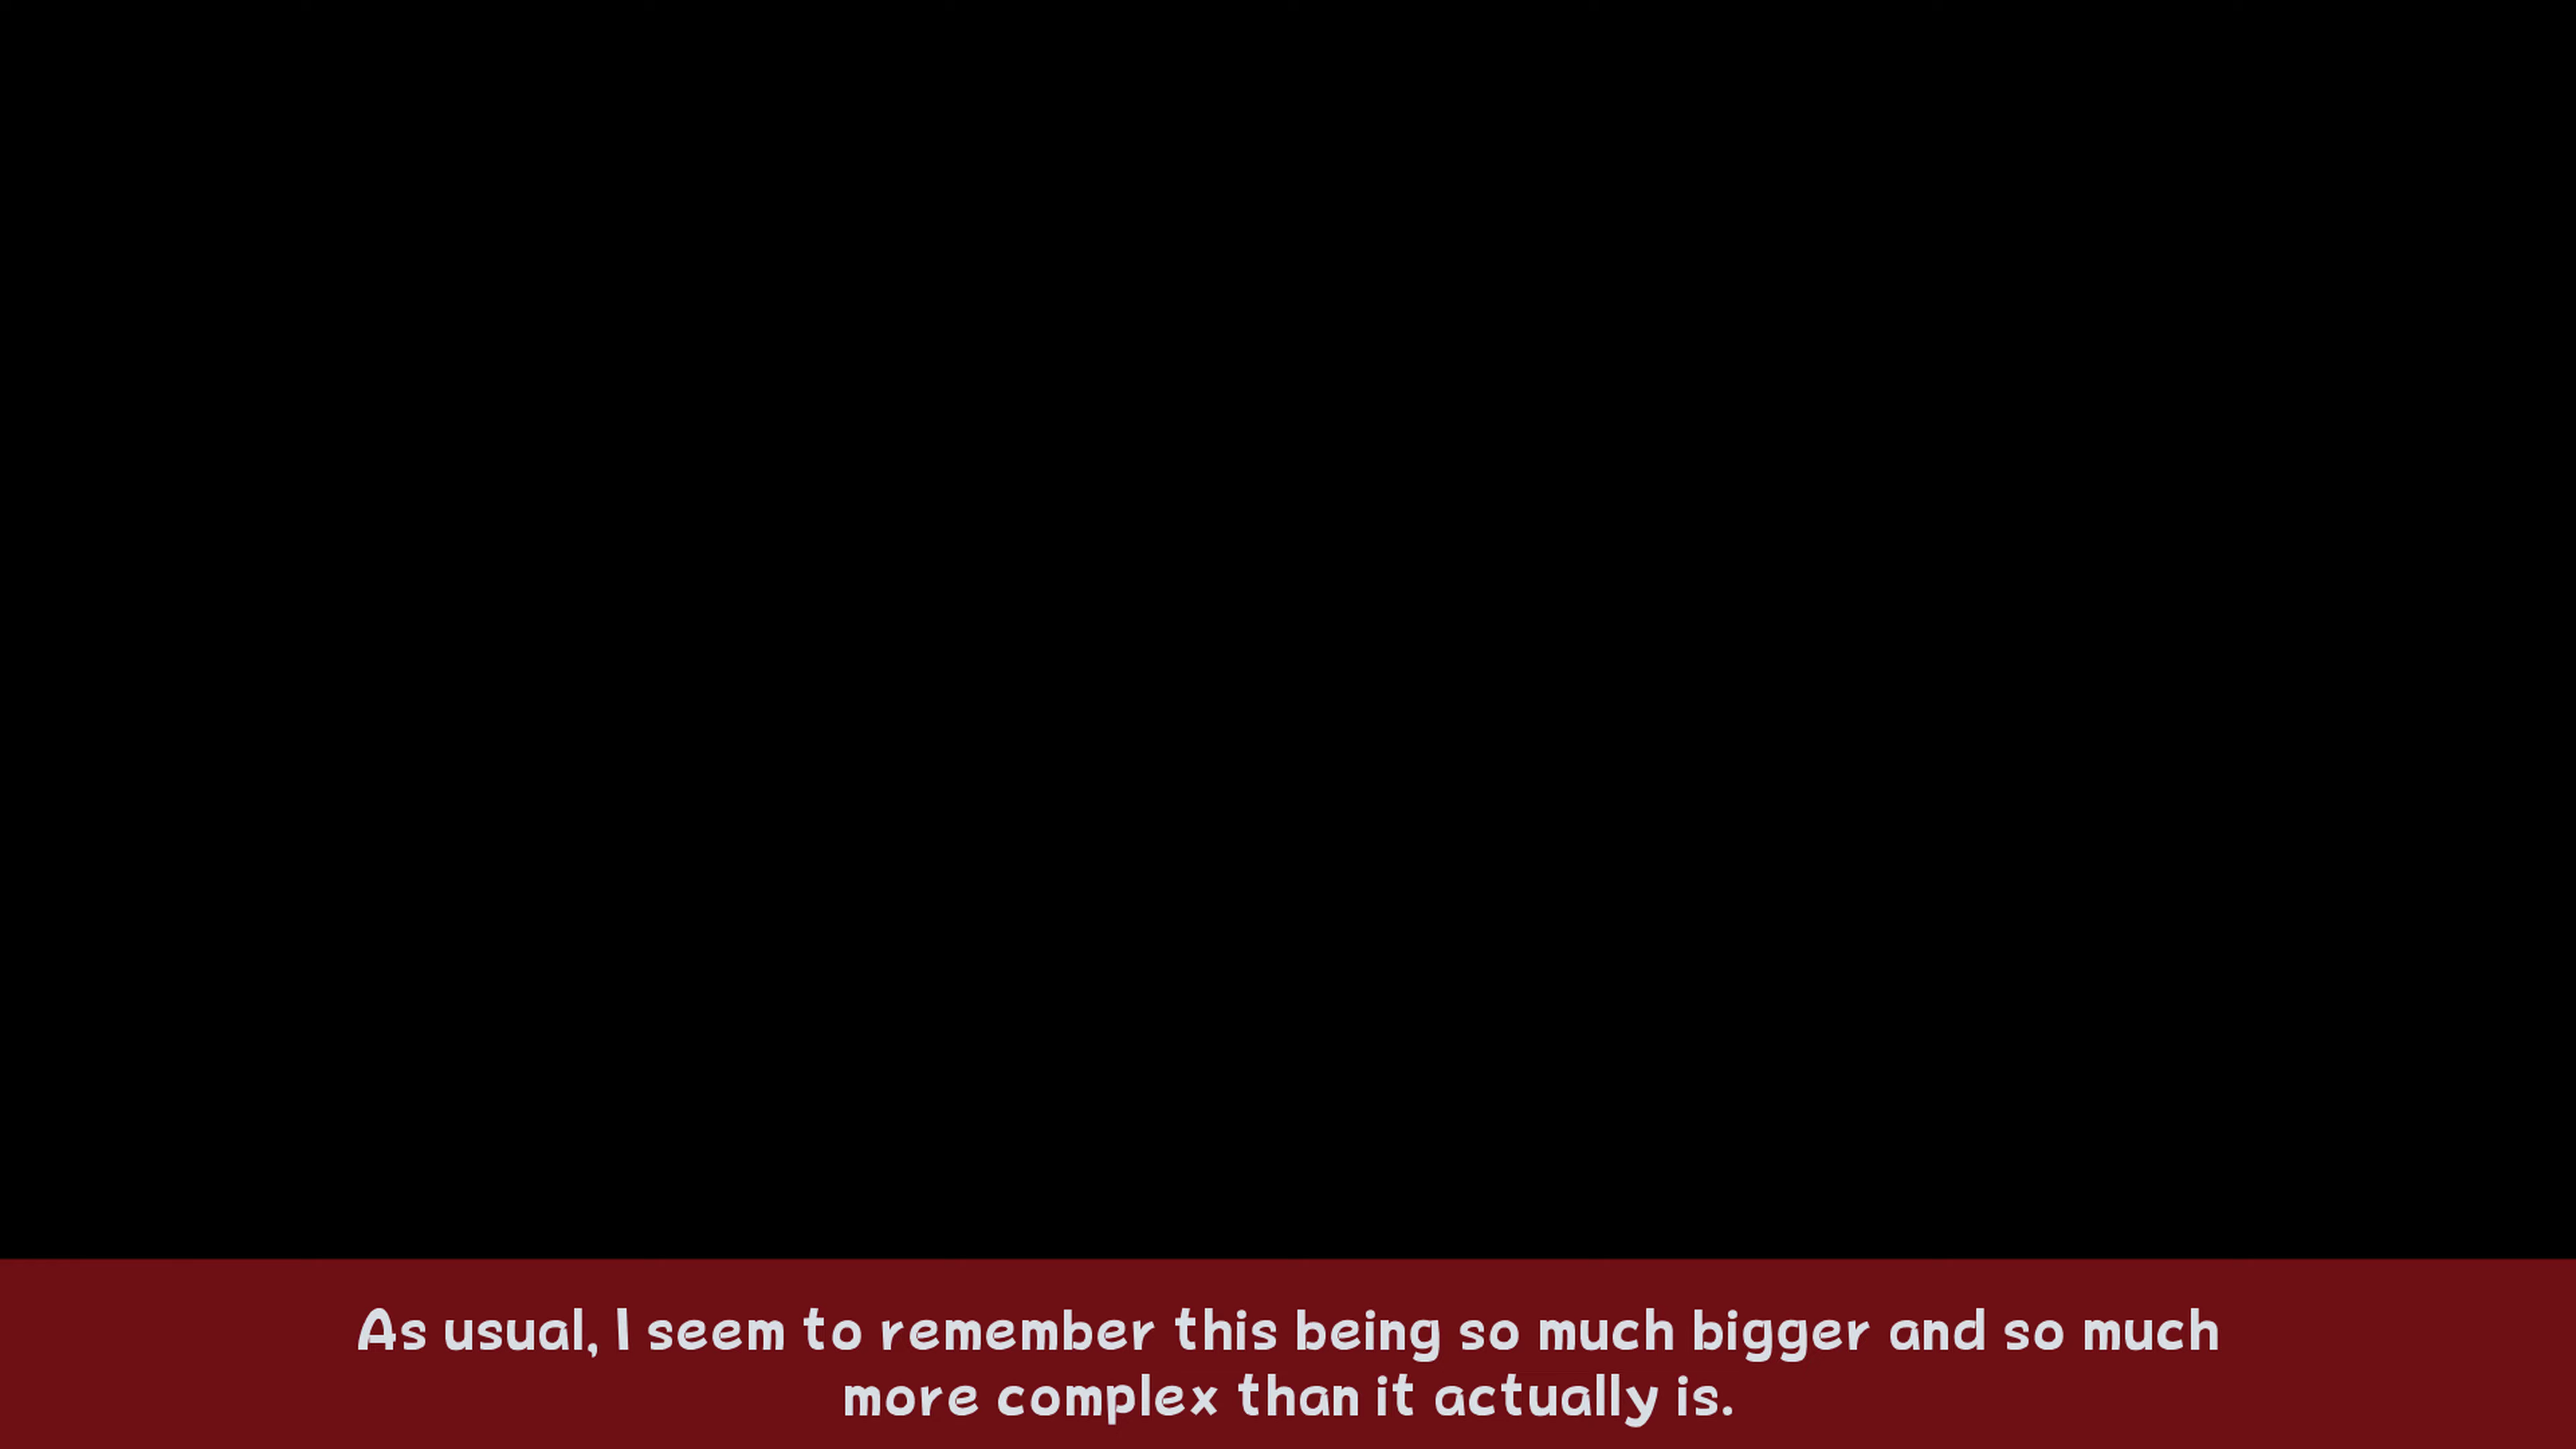 As usual, I seem to remember this being so much bigger and so much
more complex than it actually is.